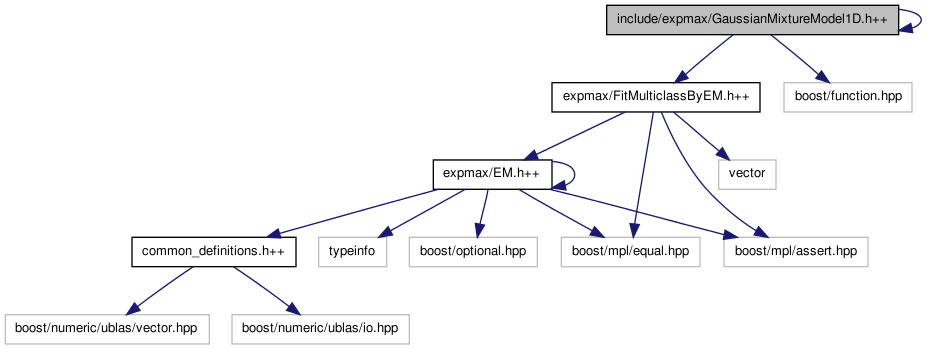 include/expmax/GaussianMixtureModel1D.h++
expmax/FitMulticlassByEM.h++
boost/function.hpp
expmax/EM.h++
vector
common_definitions.h++
typeinfo
boost/optional.hpp
boost/mpl/equal.hpp
boost/mpl/assert.hpp
boost/numeric/ublas/vector.hpp
boost/numeric/ublas/io.hpp